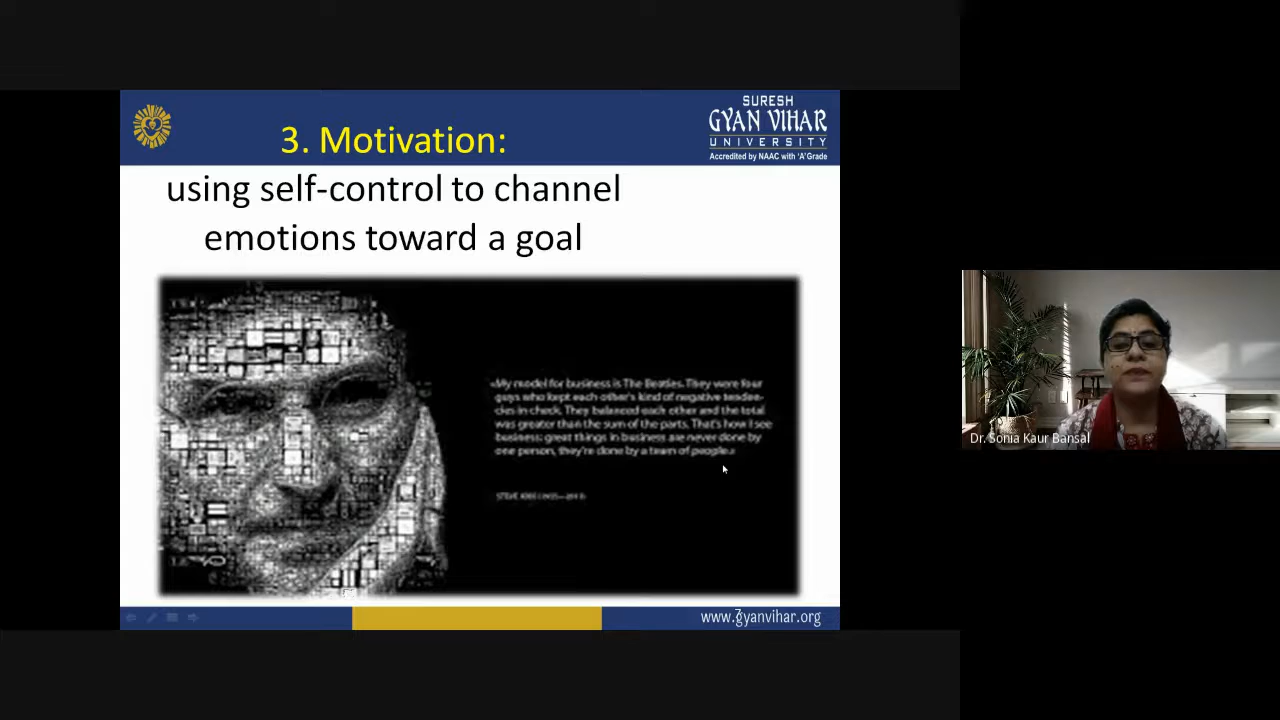 SURESH
GYAN VIHAR
UNIVERSITY
Accredited by NAAC with 'A' Grade
3. Motivation:
using self-control to channel
emotions toward a goal
«My model for business is The Beatles. They were four
guys who kept each other's kind of negative tenden-
cies in check. They balanced each other and the total
was greater than the sum of the parts. That's how I see
business: great things in business are never done by
one person, they're done by a team of people.»
STEVE JOBS
www.gyanvihar.org
7
Dr. Sonia Kaur Bansal